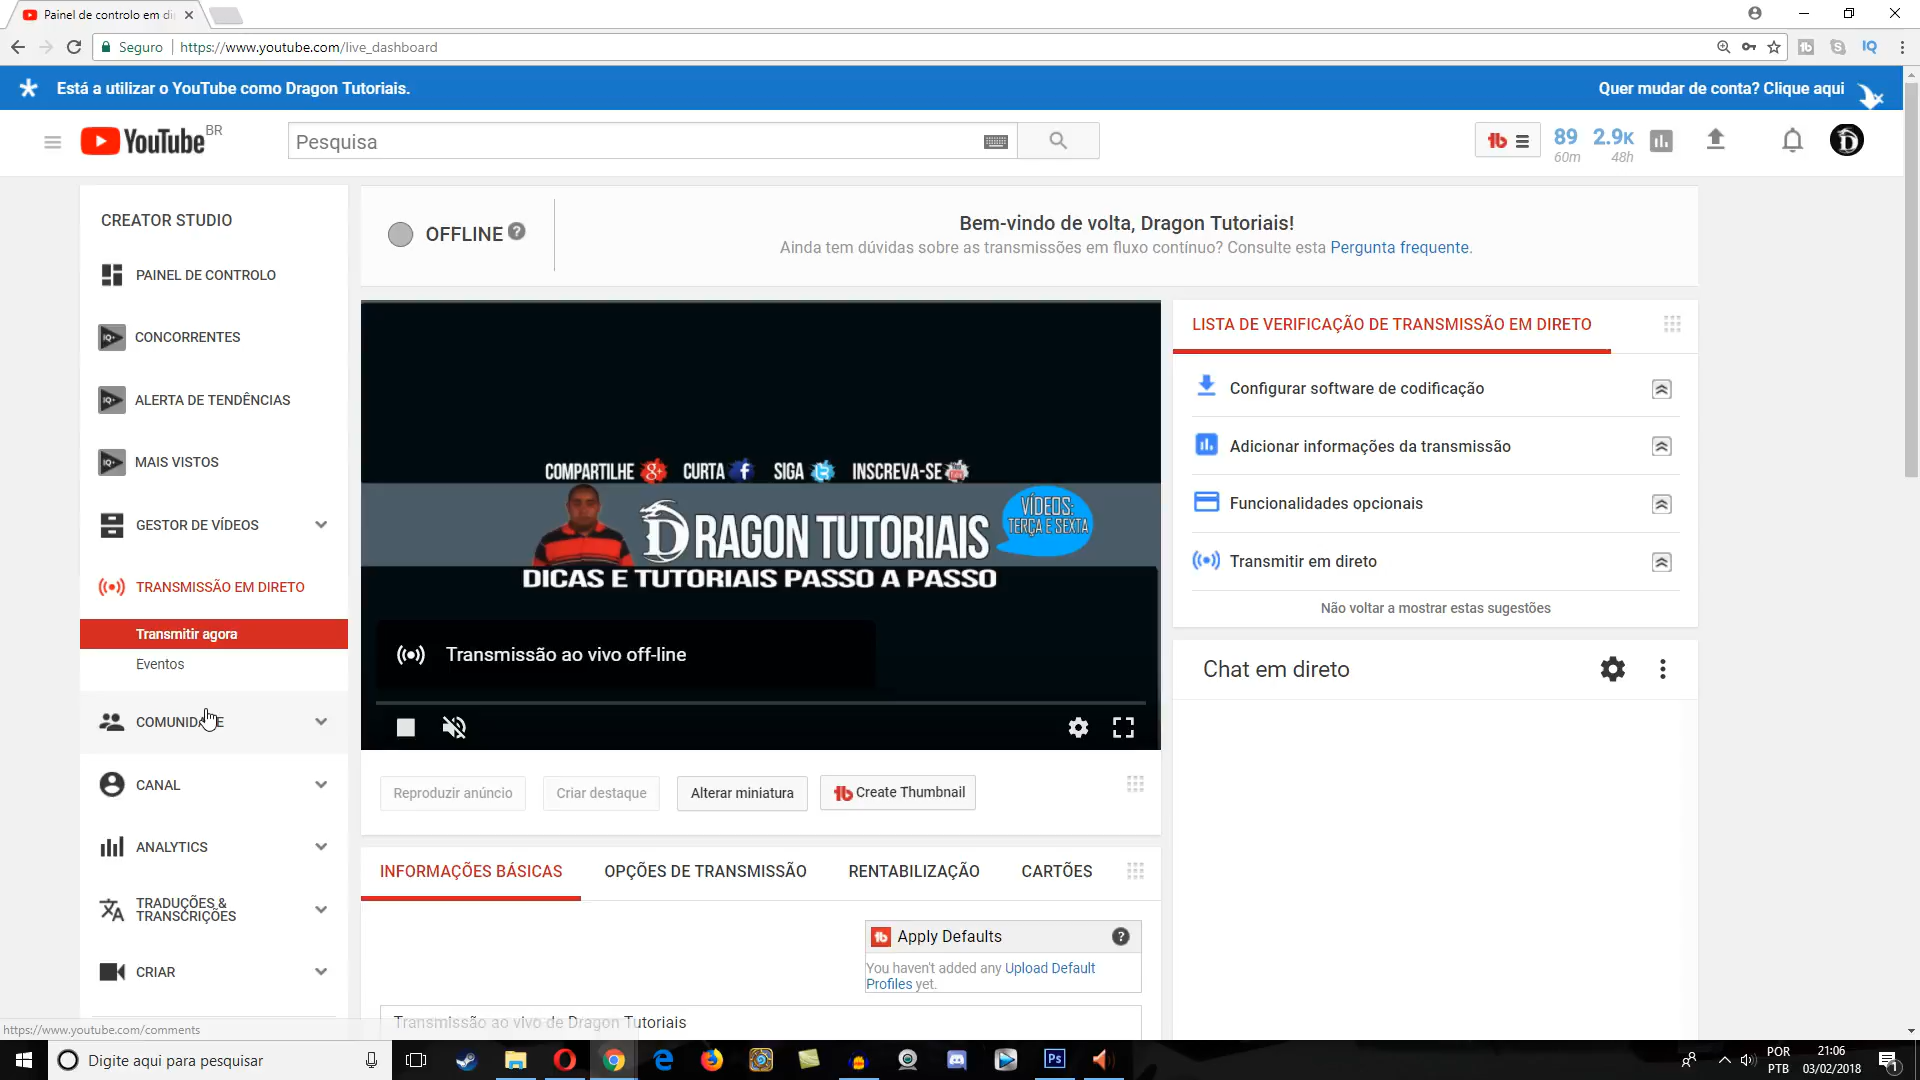 Painel de controlo em di
Seguro
https://www.youtube.com/live_dashboard
IQ
Está a utilizar o YouTube como Dragon Tutoriais.
Quer mudar de conta? Clique aqui
YouTube BR
Pesquisa
tb
89
60m
2.9K
48h
CREATOR STUDIO
PAINEL DE CONTROLO
CONCORRENTES
ALERTA DE TENDÊNCIAS
MAIS VISTOS
GESTOR DE VÍDEOS
TRANSMISSÃO EM DIRETO
Transmitir agora
Eventos
COMUNIDADE
CANAL
ANALYTICS
TRADUÇÕES &
TRANSCRIÇÕES
CRIAR
OFFLINE ?
Bem-vindo de volta, Dragon Tutoriais!
Ainda tem dúvidas sobre as transmissões em fluxo contínuo? Consulte esta Pergunta frequente.
COMPARTILHE g+ CURTA f SIGA INSCREVA-SE
DRAGON TUTORIAIS
VÍDEOS:
TERÇA E SEXTA
DICAS E TUTORIAIS PASSO A PASSO
Transmissão ao vivo off-line
Reproduzir anúncio
Criar destaque
Alterar miniatura
tb Create Thumbnail
INFORMAÇÕES BÁSICAS
OPÇÕES DE TRANSMISSÃO
RENTABILIZAÇÃO
CARTÕES
tb Apply Defaults ?
You haven't added any Upload Default
Profiles yet.
Transmissão ao vivo de Dragon Tutoriais
LISTA DE VERIFICAÇÃO DE TRANSMISSÃO EM DIRETO
Configurar software de codificação
Adicionar informações da transmissão
Funcionalidades opcionais
Transmitir em direto
Não voltar a mostrar estas sugestões
Chat em direto
https://www.youtube.com/comments
Digite aqui para pesquisar
Ps
POR
PTB
21:06
03/02/2018
1